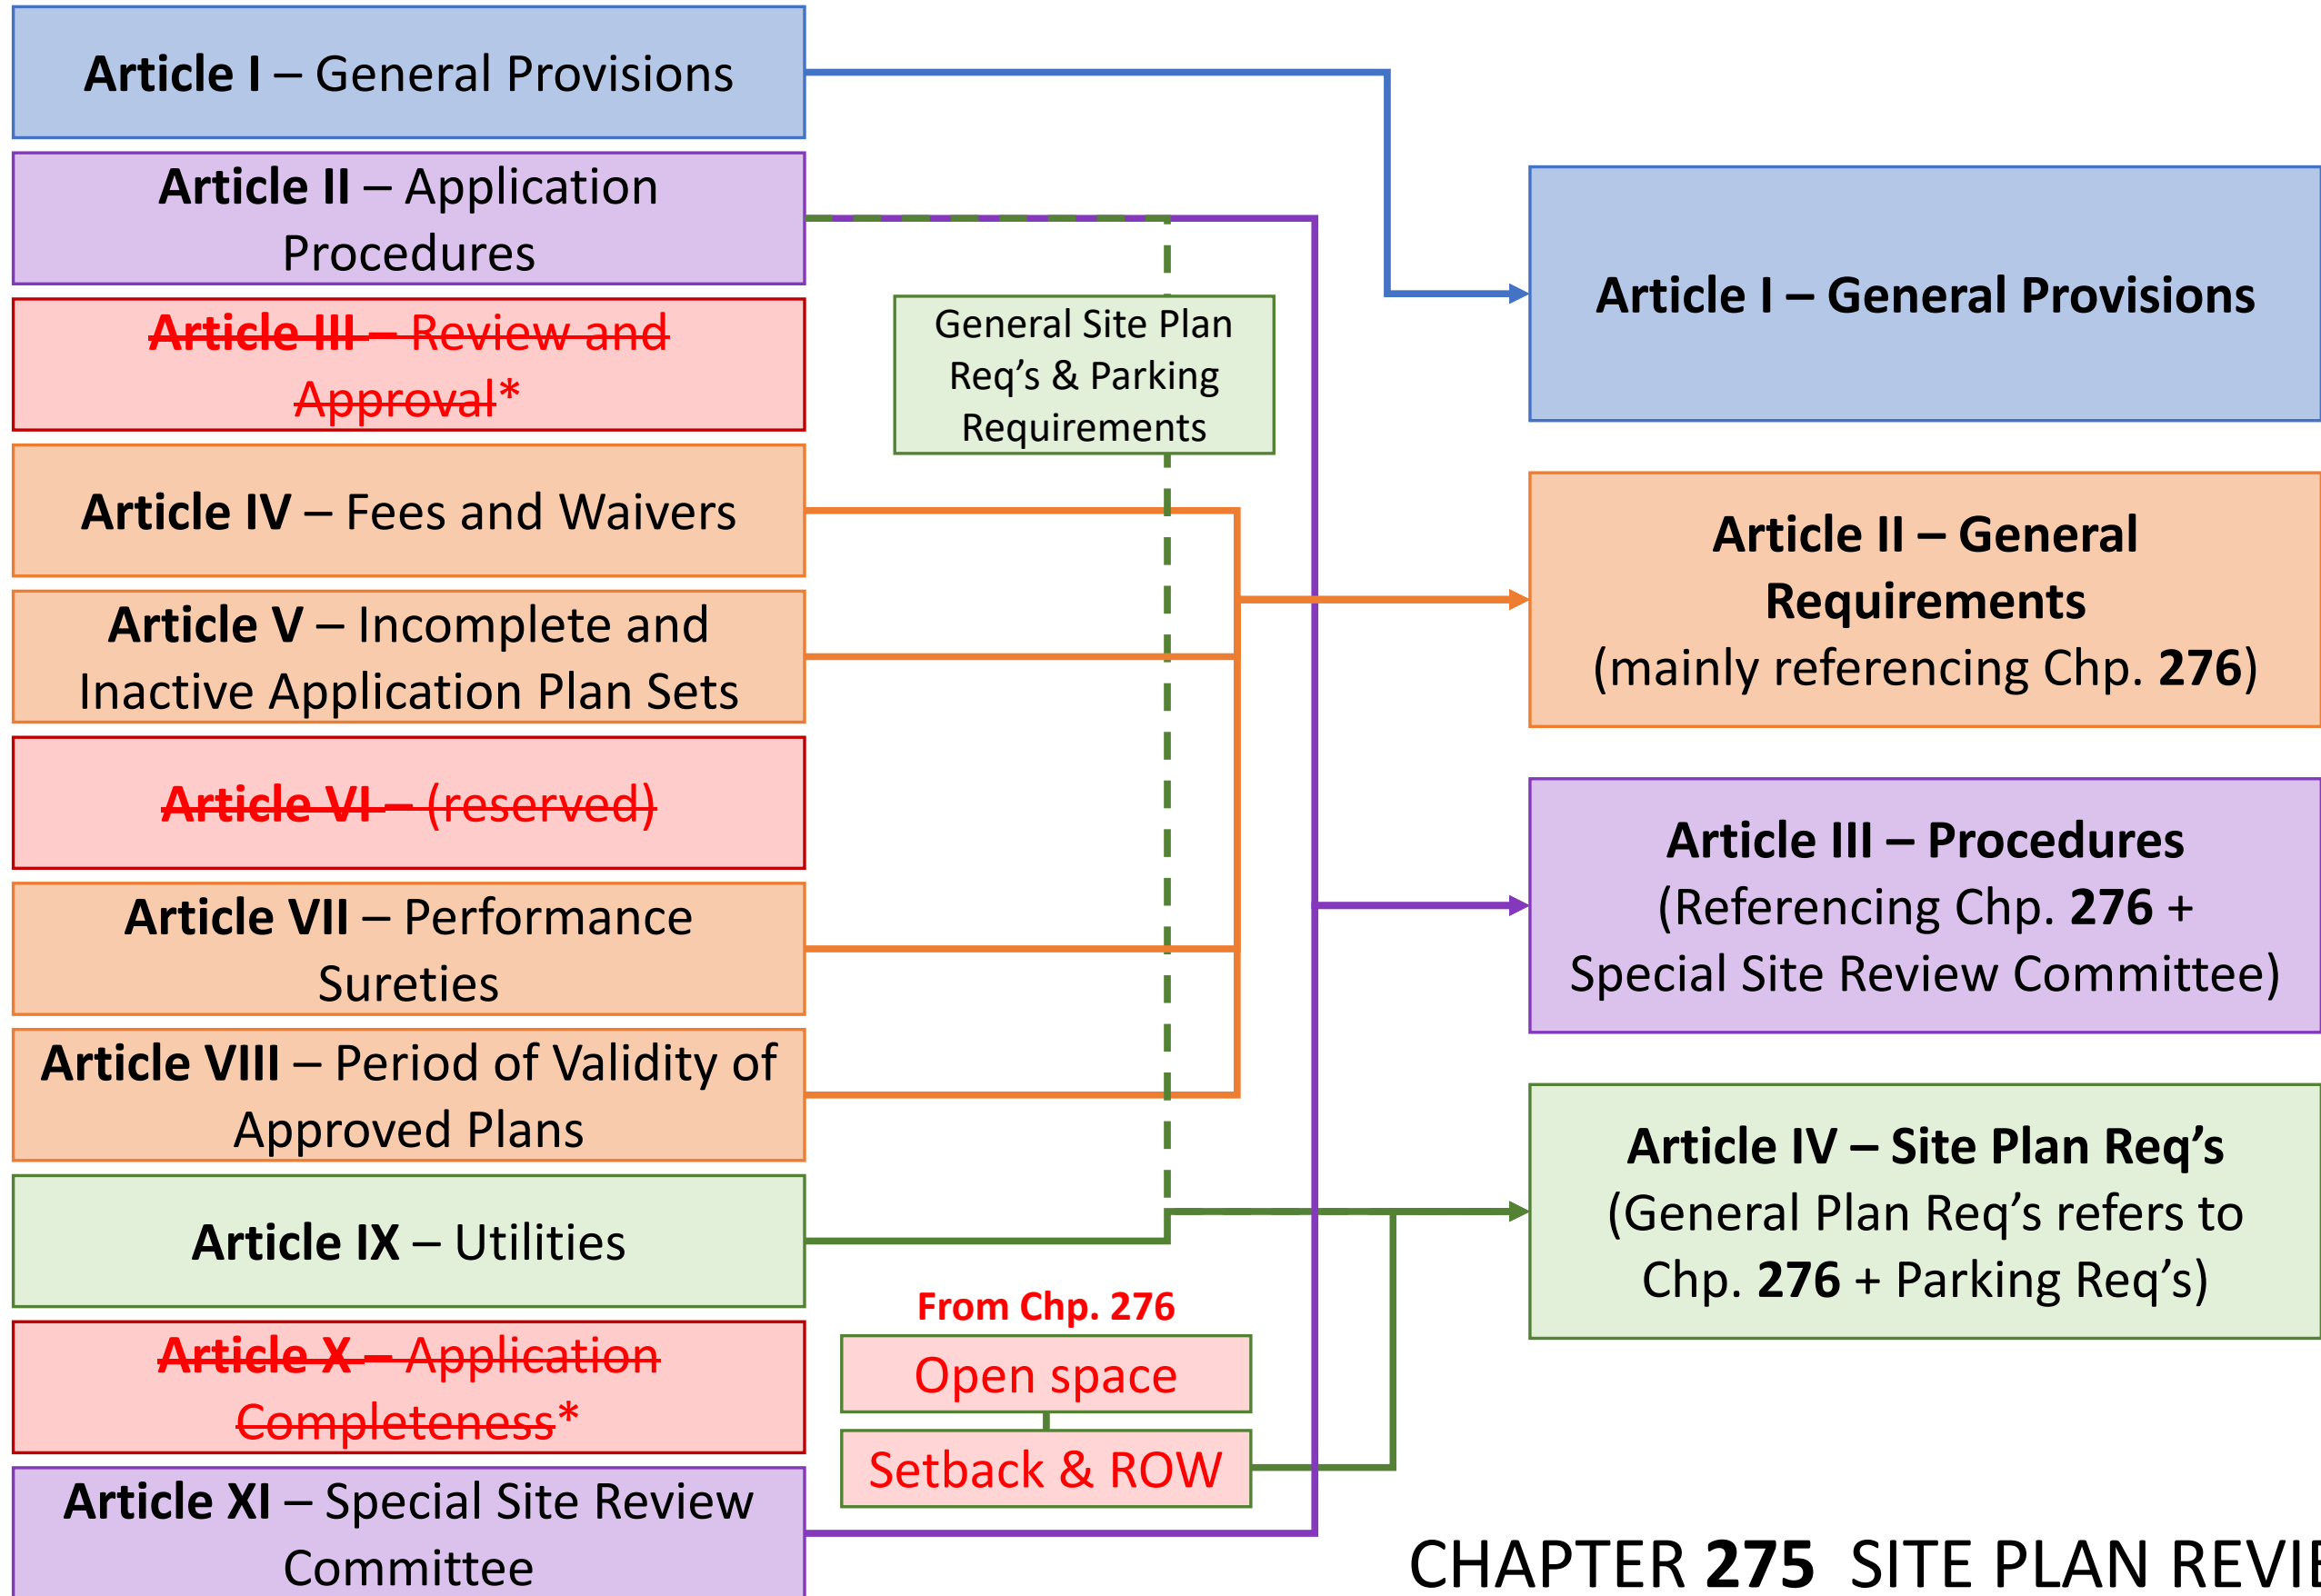 Article I – General Provisions
Article II – Application
Procedures
Article III – Review and
Approval*
Article IV – Fees and Waivers
Article V – Incomplete and
Inactive Application Plan Sets
Article VI – (reserved)
Article VII – Performance
Sureties
Article VIII – Period of Validity of
Approved Plans
Article IX – Utilities
Article X – Application
Completeness*
Article XI – Special Site Review
Committee
General Site Plan
Req’s & Parking
Requirements
From Chp. 276
Open space
Setback & ROW
Article I – General Provisions
Article II – General
Requirements
(mainly referencing Chp. 276)
Article III – Procedures
(Referencing Chp. 276 +
Special Site Review Committee)
Article IV – Site Plan Req’s
(General Plan Req’s refers to
Chp. 276 + Parking Req’s)
CHAPTER 275 SITE PLAN